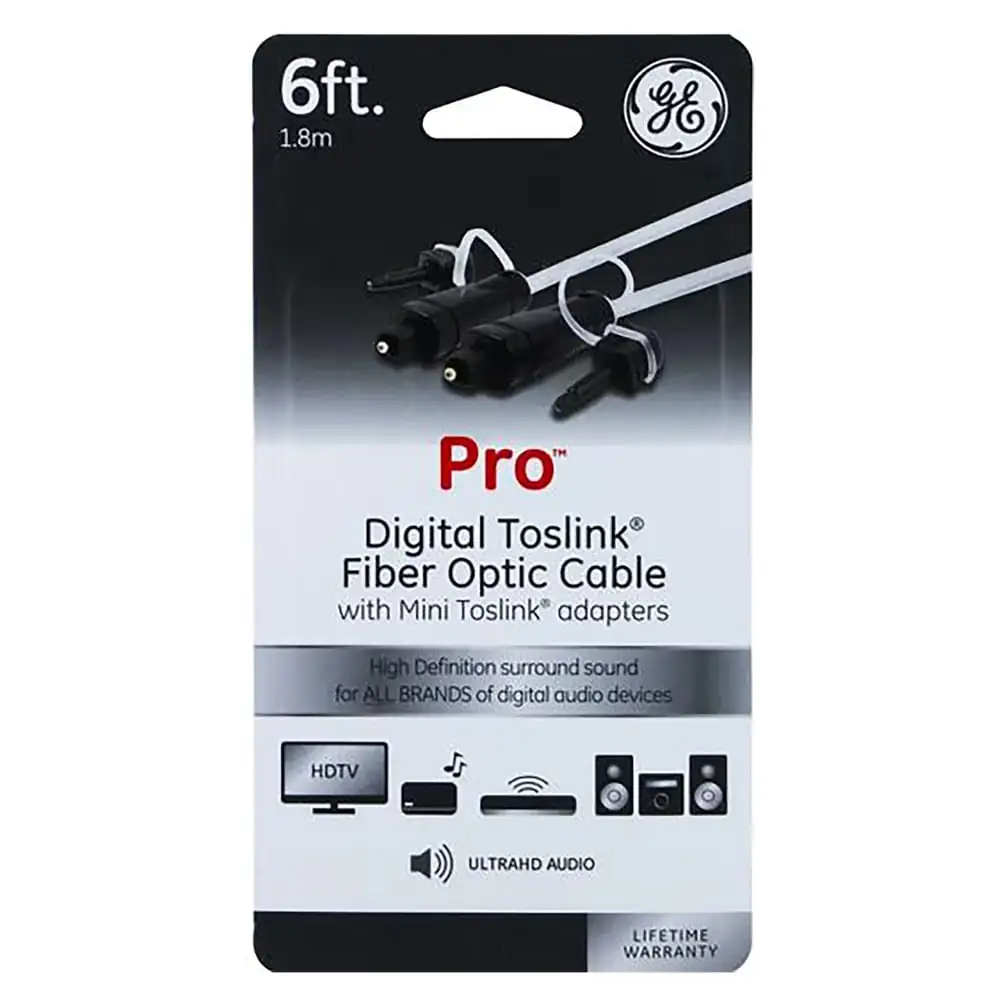 6ft.
1.8m
GE
Pro™
Digital Toslink®
Fiber Optic Cable
with Mini Toslink® adapters
High Definition surround sound
for ALL BRANDS of digital audio devices
HDTV
ULTRAHD AUDIO
LIFETIME
WARRANTY